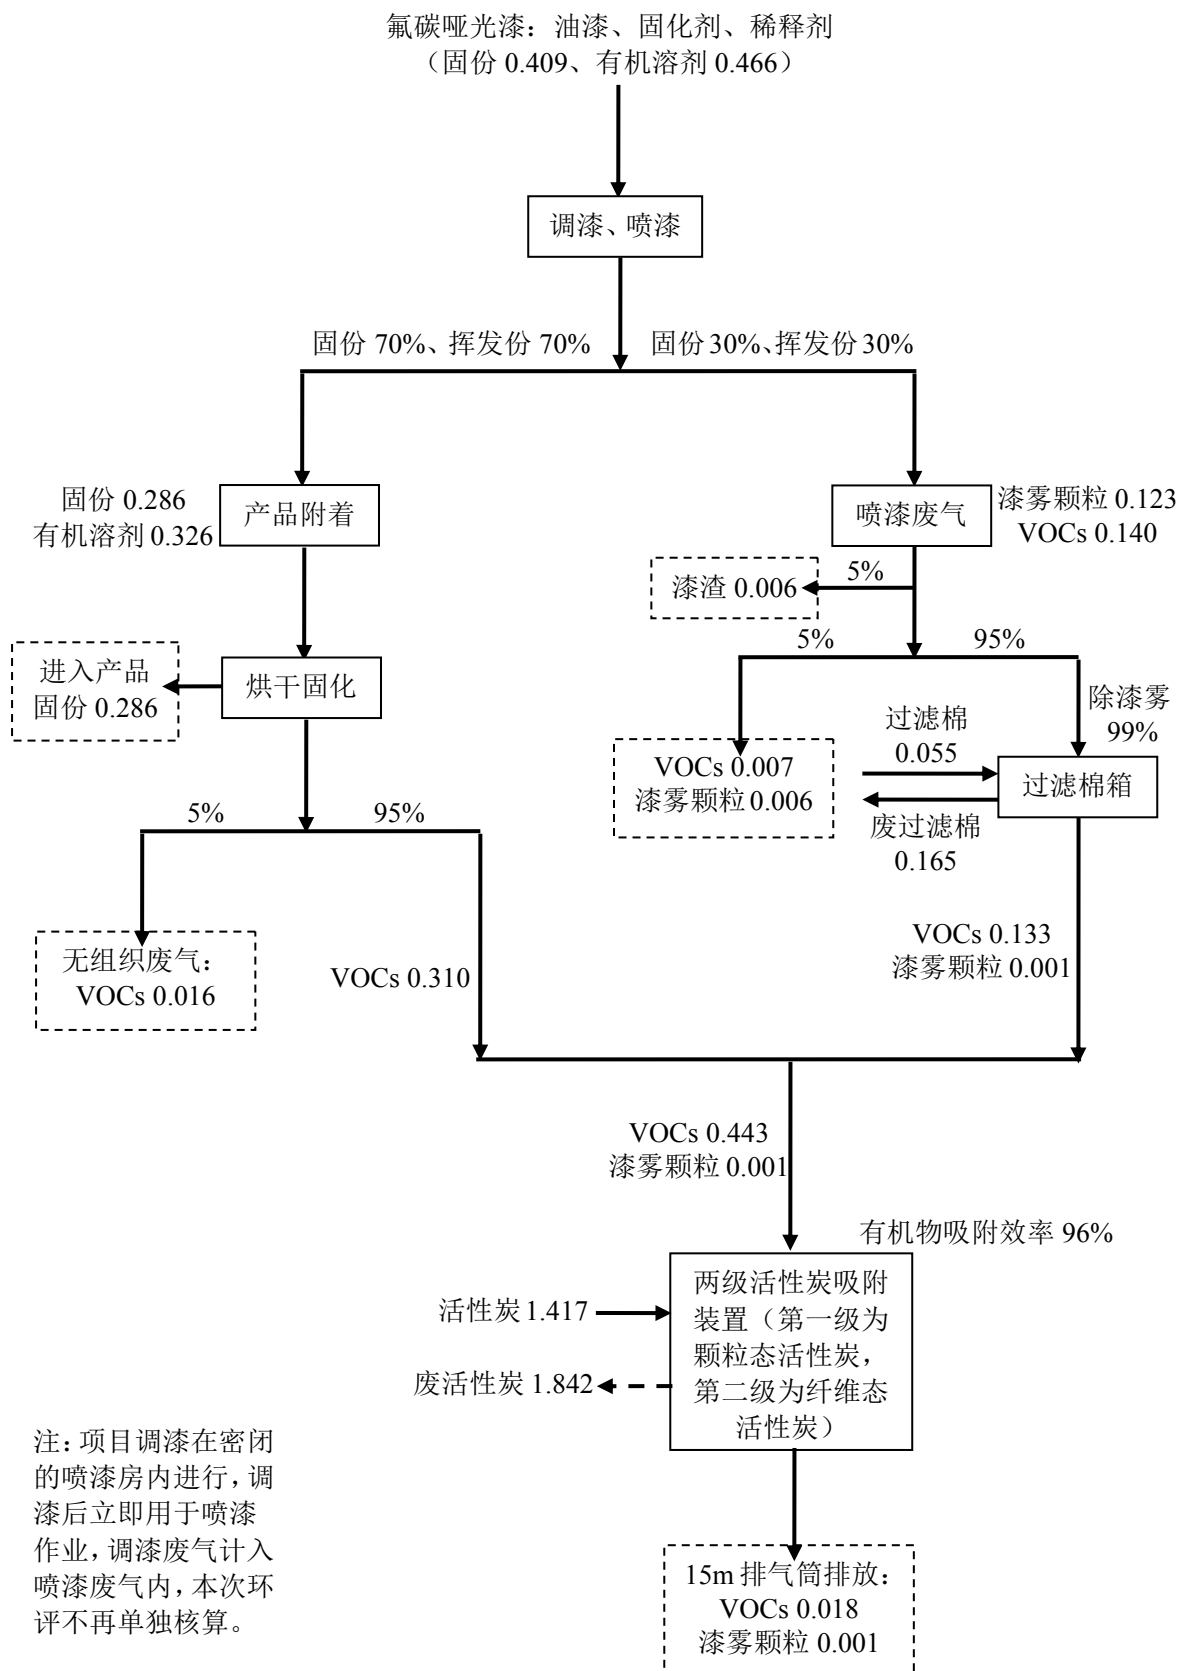 氟碳哑光漆：油漆、固化剂、稀释剂
（固份 0.409、有机溶剂 0.466）
调漆、喷漆
固份 70%、挥发份 70%
固份 30%、挥发份 30%
固份 0.286
有机溶剂 0.326
产品附着
喷漆废气
漆雾颗粒 0.123
VOCs 0.140
漆渣 0.006
5%
5%
95%
进入产品
固份 0.286
烘干固化
除漆雾
99%
过滤棉
0.055
VOCs 0.007
漆雾颗粒 0.006
过滤棉箱
废过滤棉
0.165
5%
95%
无组织废气：
VOCs 0.016
VOCs 0.310
VOCs 0.133
漆雾颗粒 0.001
VOCs 0.443
漆雾颗粒 0.001
有机物吸附效率 96%
活性炭 1.417
废活性炭 1.842
两级活性炭吸附
装置（第一级为
颗粒态活性炭，
第二级为纤维态
活性炭）
注：项目调漆在密闭
的喷漆房内进行，调
漆后立即用于喷漆
作业，调漆废气计入
喷漆废气内，本次环
评不再单独核算。
15m 排气筒排放：
VOCs 0.018
漆雾颗粒 0.001